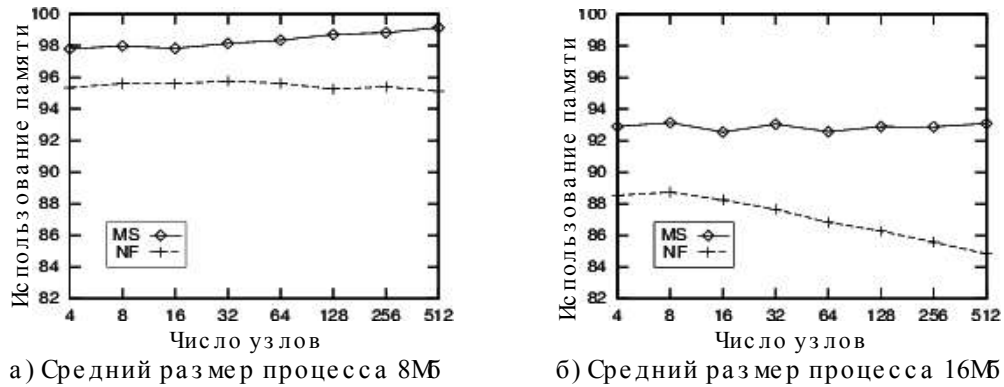 Использование памяти
100
98
96
94
92
90
88
86
84
82
MS
NF
4 8 16 32 64 128 256 512
Число узлов
а) Средний размер процесса 8Мб
Использование памяти
100
98
96
94
92
90
88
86
84
82
MS
NF
4 8 16 32 64 128 256 512
Число узлов
б) Средний размер процесса 16Мб